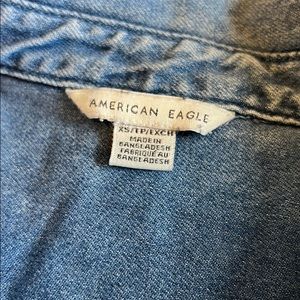 AMERICAN EAGLE
XS/TP/EXCH
MADE IN
BANGLADESH
FABRIQUÉ AU
BANGLADESH